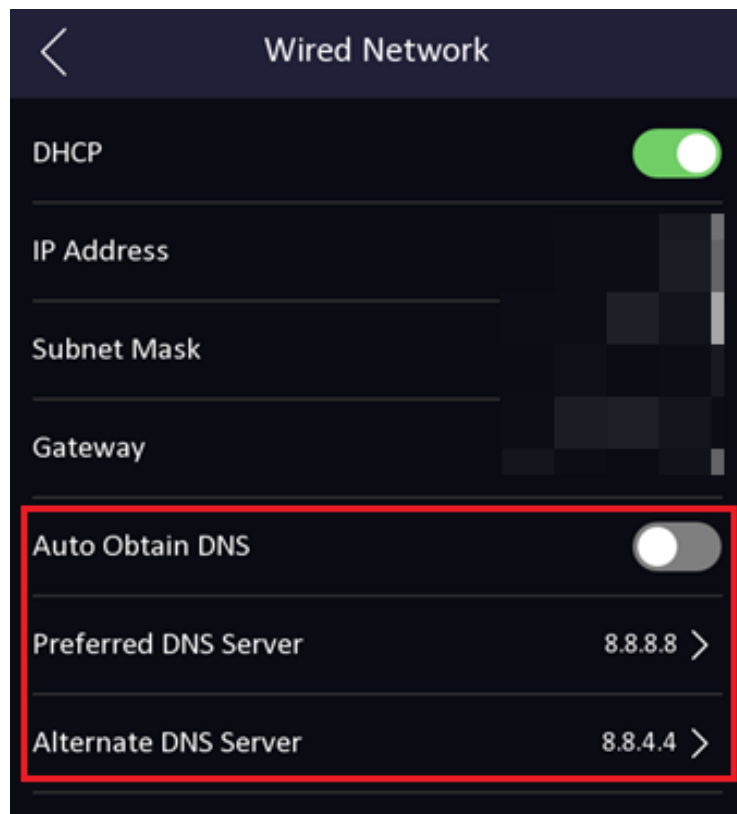 Wired Network
DHCP
IP Address
Subnet Mask
Gateway
Auto Obtain DNS
Preferred DNS Server 8.8.8.8
Alternate DNS Server 8.8.4.4